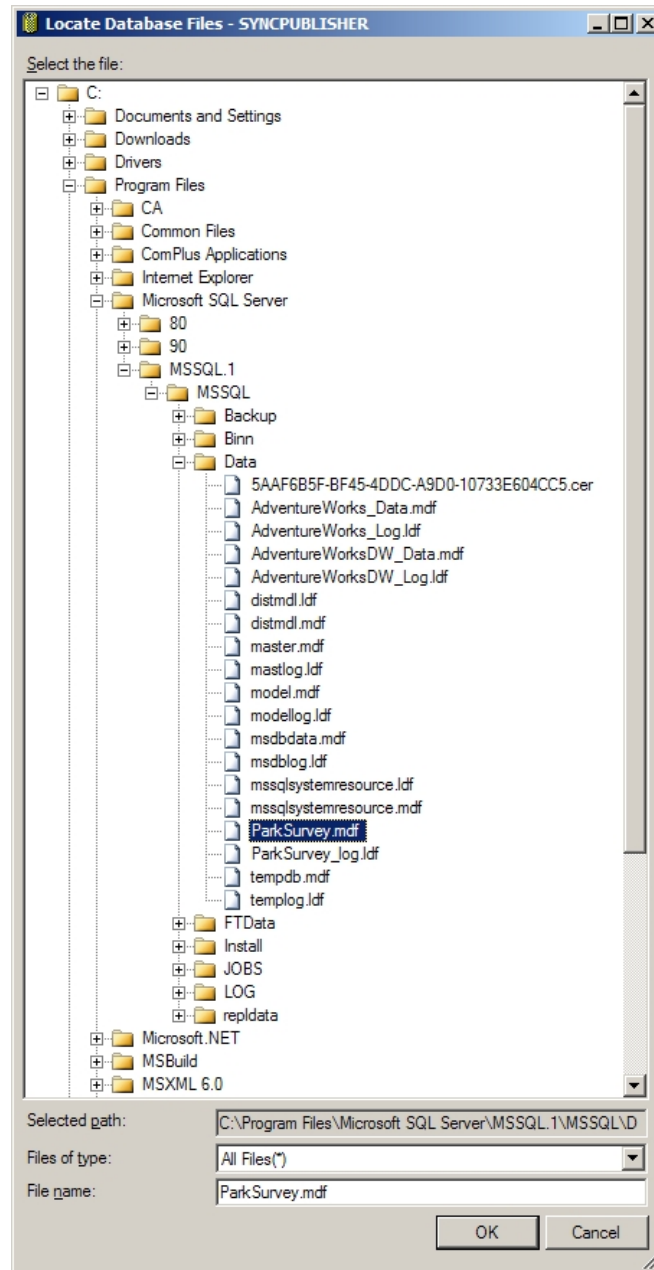 Locate Database Files - SYNCPUBLISHER
Select the file:
C:
Documents and Settings
Downloads
Drivers
Program Files
CA
Common Files
ComPlus Applications
Internet Explorer
Microsoft SQL Server
80
90
MSSQL.1
MSSQL
Backup
Binn
Data
5AAF6B5F-BF45-4DDC-A9D0-10733E604CC5.cer
AdventureWorks_Data.mdf
AdventureWorks_Log.ldf
AdventureWorksDW_Data.mdf
AdventureWorksDW_Log.ldf
distmdl.ldf
distmdl.mdf
master.mdf
mastlog.ldf
model.mdf
modellog.ldf
msdbdata.mdf
msdblog.ldf
mssqlsystemresource.ldf
mssqlsystemresource.mdf
ParkSurvey.mdf
ParkSurvey_log.ldf
tempdb.mdf
templog.ldf
FTData
Install
JOBS
LOG
repldata
Microsoft.NET
MSBuild
MSXML 6.0
Selected path: C:\Program Files\Microsoft SQL Server\MSSQL.1\MSSQL\D
Files of type: All Files(*)
File name: ParkSurvey.mdf
OK Cancel